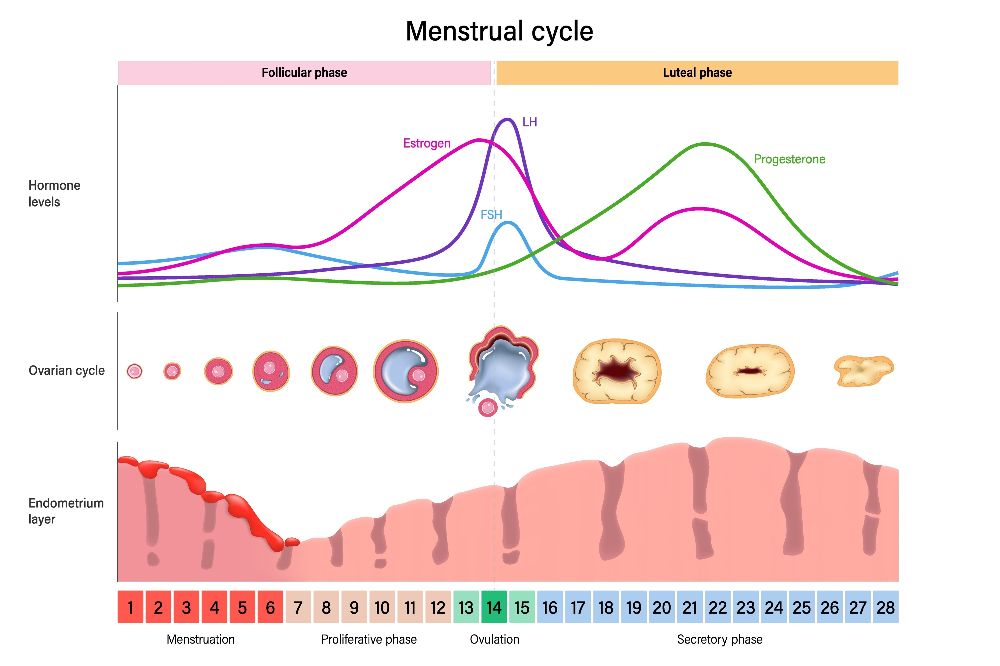 Menstrual cycle
Follicular phase
Luteal phase
Hormone
levels
Estrogen
LH
FSH
Progesterone
Ovarian cycle
Endometrium
layer
1 2 3 4 5 6 7 8 9 10 11 12 13 14 15 16 17 18 19 20 21 22 23 24 25 26 27 28
Menstruation
Proliferative phase
Ovulation
Secretory phase